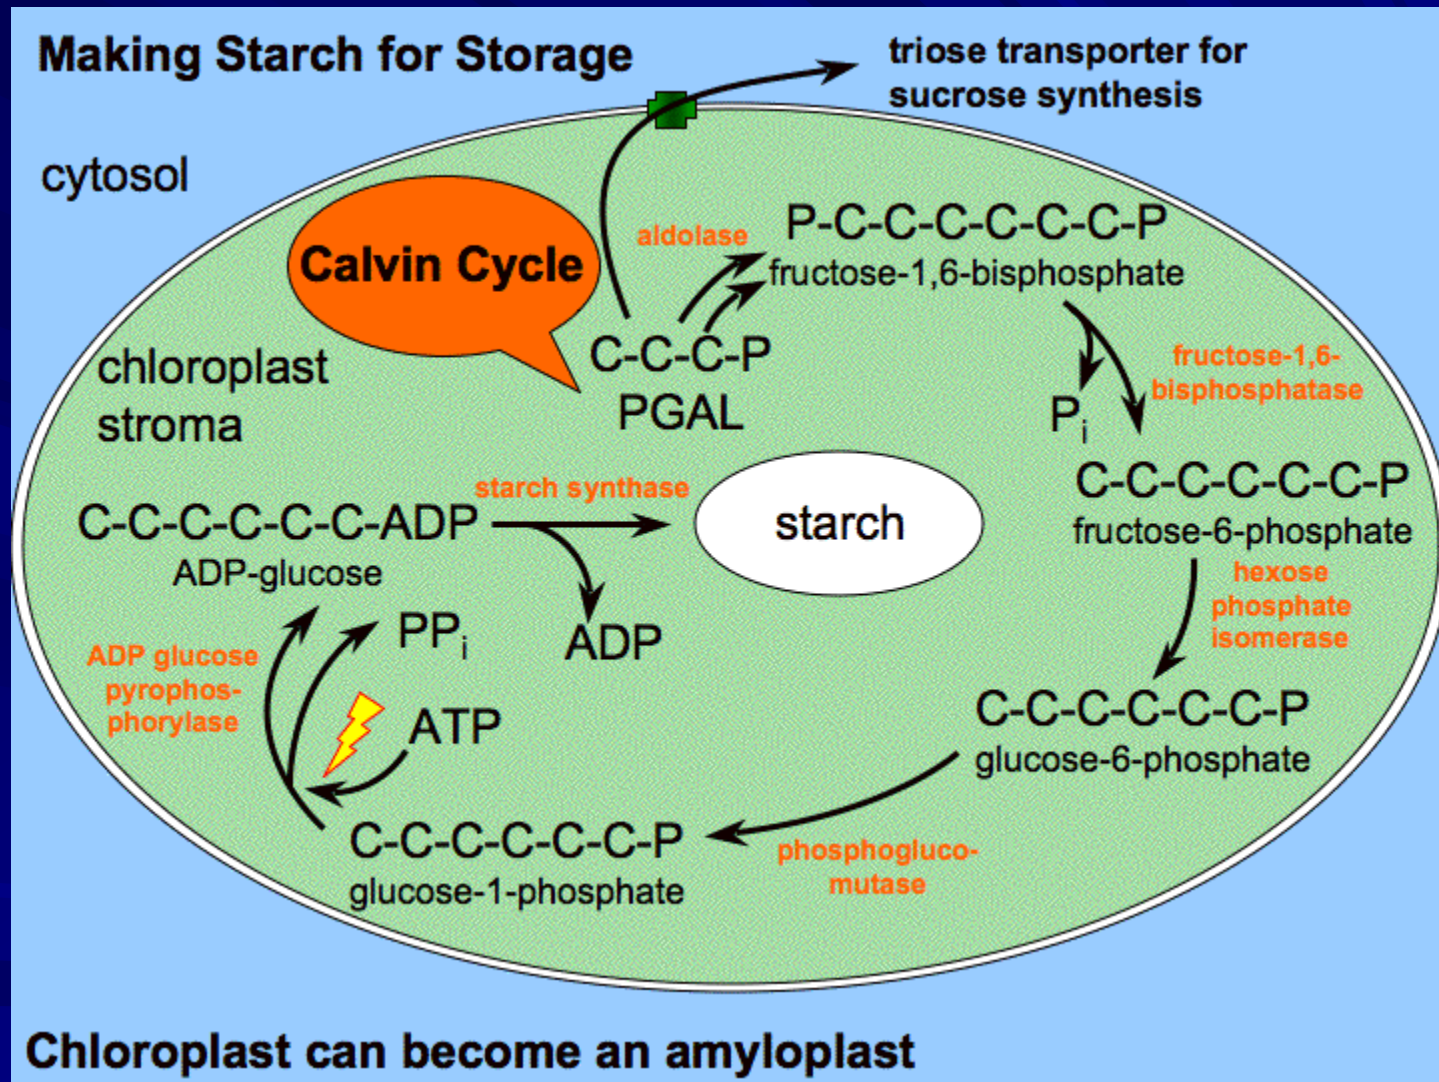 Making Starch for Storage
triose transporter for
sucrose synthesis
cytosol
Calvin Cycle
aldolase
P-C-C-C-C-C-C-P
fructose-1,6-bisphosphate
C-C-C-P
PGAL
chloroplast
stroma
fructose-1,6-
bisphosphatase
Pi
C-C-C-C-C-C-P
fructose-6-phosphate
hexose
phosphate
isomerase
C-C-C-C-C-C-P
glucose-6-phosphate
phosphogluco-
mutase
C-C-C-C-C-C-P
glucose-1-phosphate
ATP
ADP glucose
pyrophos-
phorylase
PPi
C-C-C-C-C-C-ADP
ADP-glucose
starch synthase
ADP
starch
Chloroplast can become an amyloplast